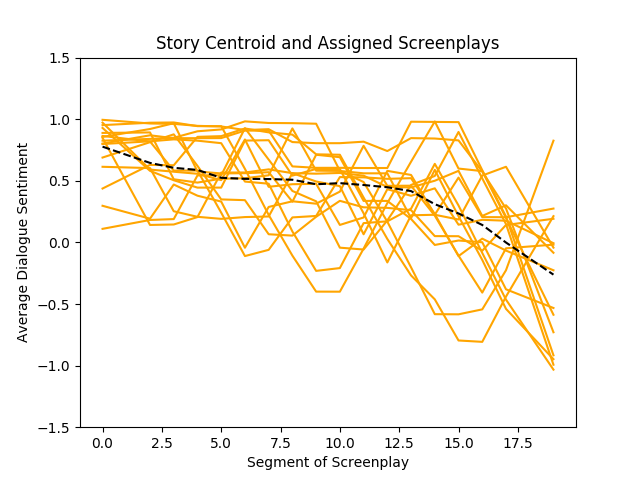 Story Centroid and Assigned Screenplays
1.5
1.0
0.5
0.0
−0.5
−1.0
−1.5
Average Dialogue Sentiment
0.0 2.5 5.0 7.5 10.0 12.5 15.0 17.5
Segment of Screenplay